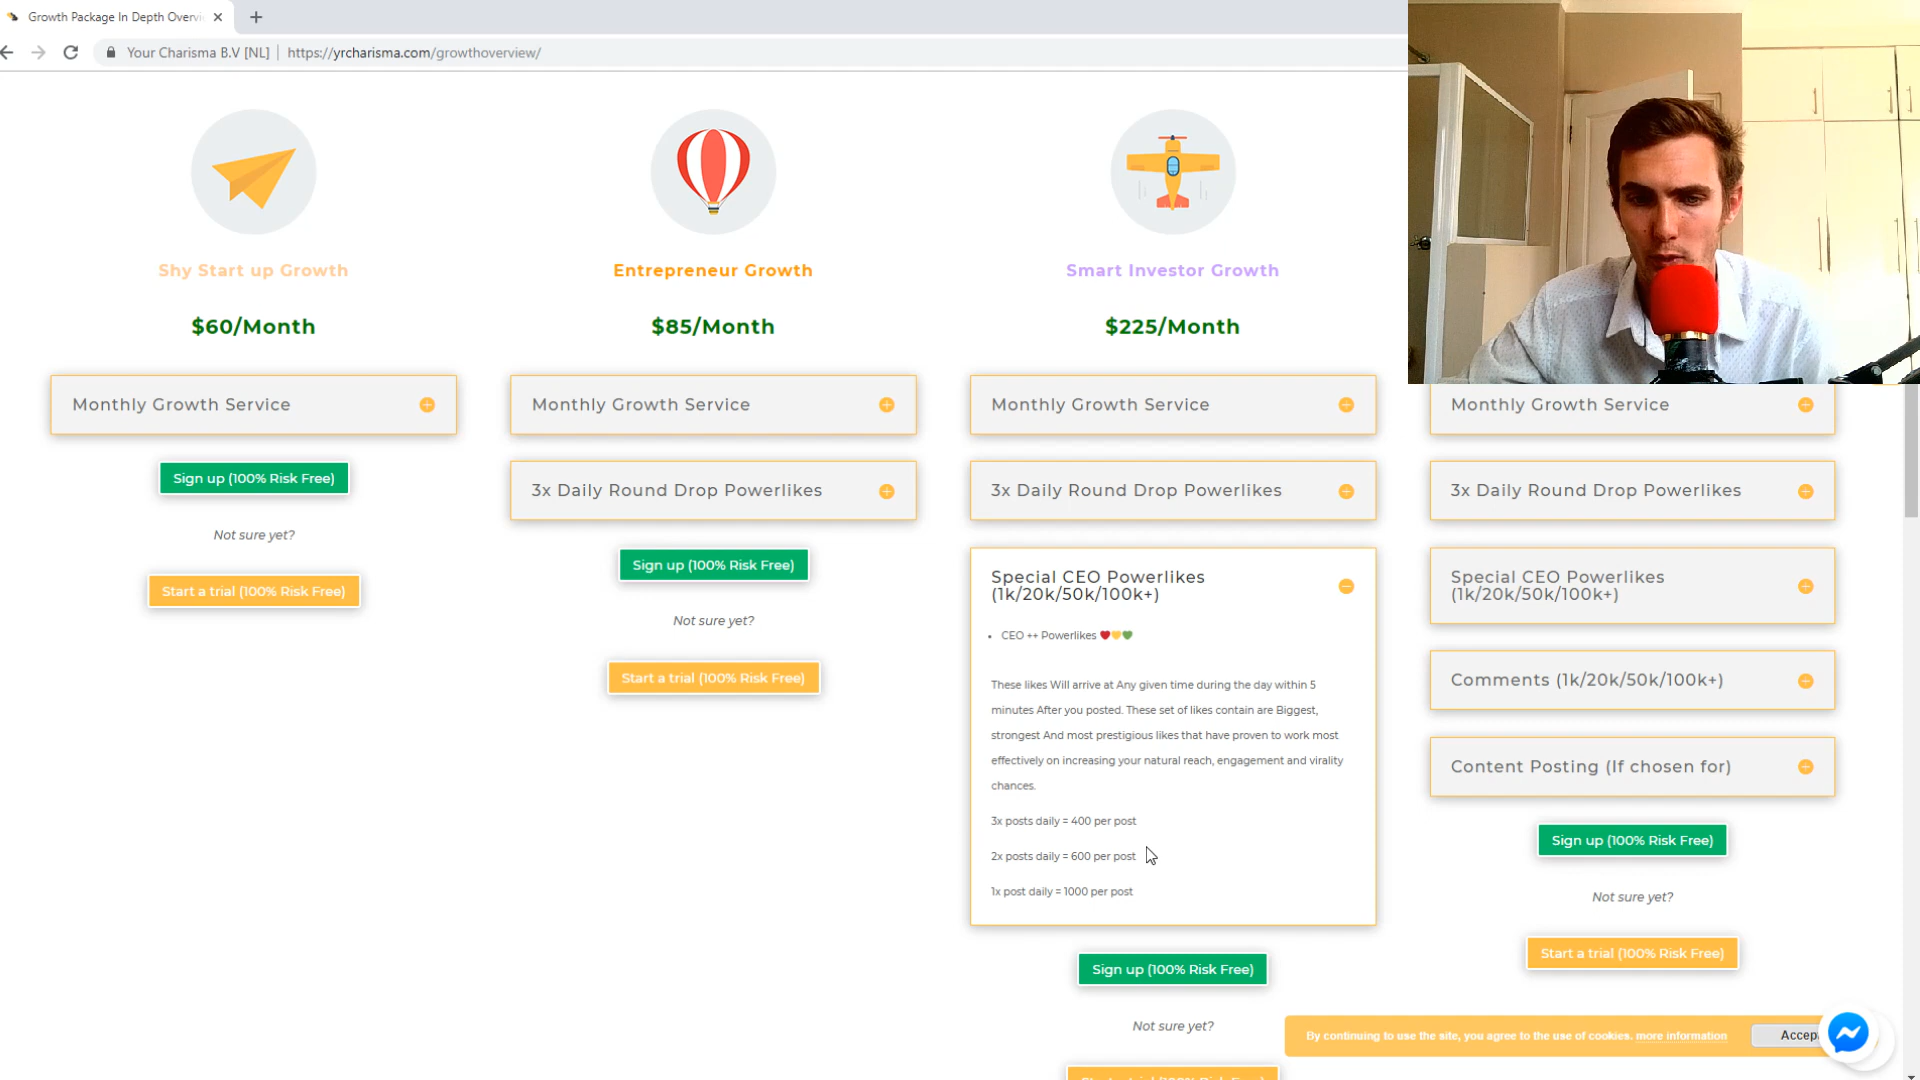 Growth Package In Depth Overvi
Your Charisma B.V [NL]
https://yrcharisma.com/growthoverview/
Shy Start up Growth
$60/Month
Monthly Growth Service
Sign up (100% Risk Free)
Not sure yet?
Start a trial (100% Risk Free)
Entrepreneur Growth
$85/Month
Monthly Growth Service
3x Daily Round Drop Powerlikes
Sign up (100% Risk Free)
Not sure yet?
Start a trial (100% Risk Free)
Smart Investor Growth
$225/Month
Monthly Growth Service
3x Daily Round Drop Powerlikes
Special CEO Powerlikes
(1k/20k/50k/100k+)
CEO ++ Powerlikes
These likes Will arrive at Any given time during the day within 5
minutes After you posted. These set of likes contain are Biggest,
strongest And most prestigious likes that have proven to work most
effectively on increasing your natural reach, engagement and virality
chances.
3x posts daily = 400 per post
2x posts daily = 600 per post
1x post daily = 1000 per post
Sign up (100% Risk Free)
Not sure yet?
Monthly Growth Service
3x Daily Round Drop Powerlikes
Special CEO Powerlikes
(1k/20k/50k/100k+)
Comments (1k/20k/50k/100k+)
Content Posting (If chosen for)
Sign up (100% Risk Free)
Not sure yet?
Start a trial (100% Risk Free)
By continuing to use the site, you agree to the use of cookies. more information
Accep